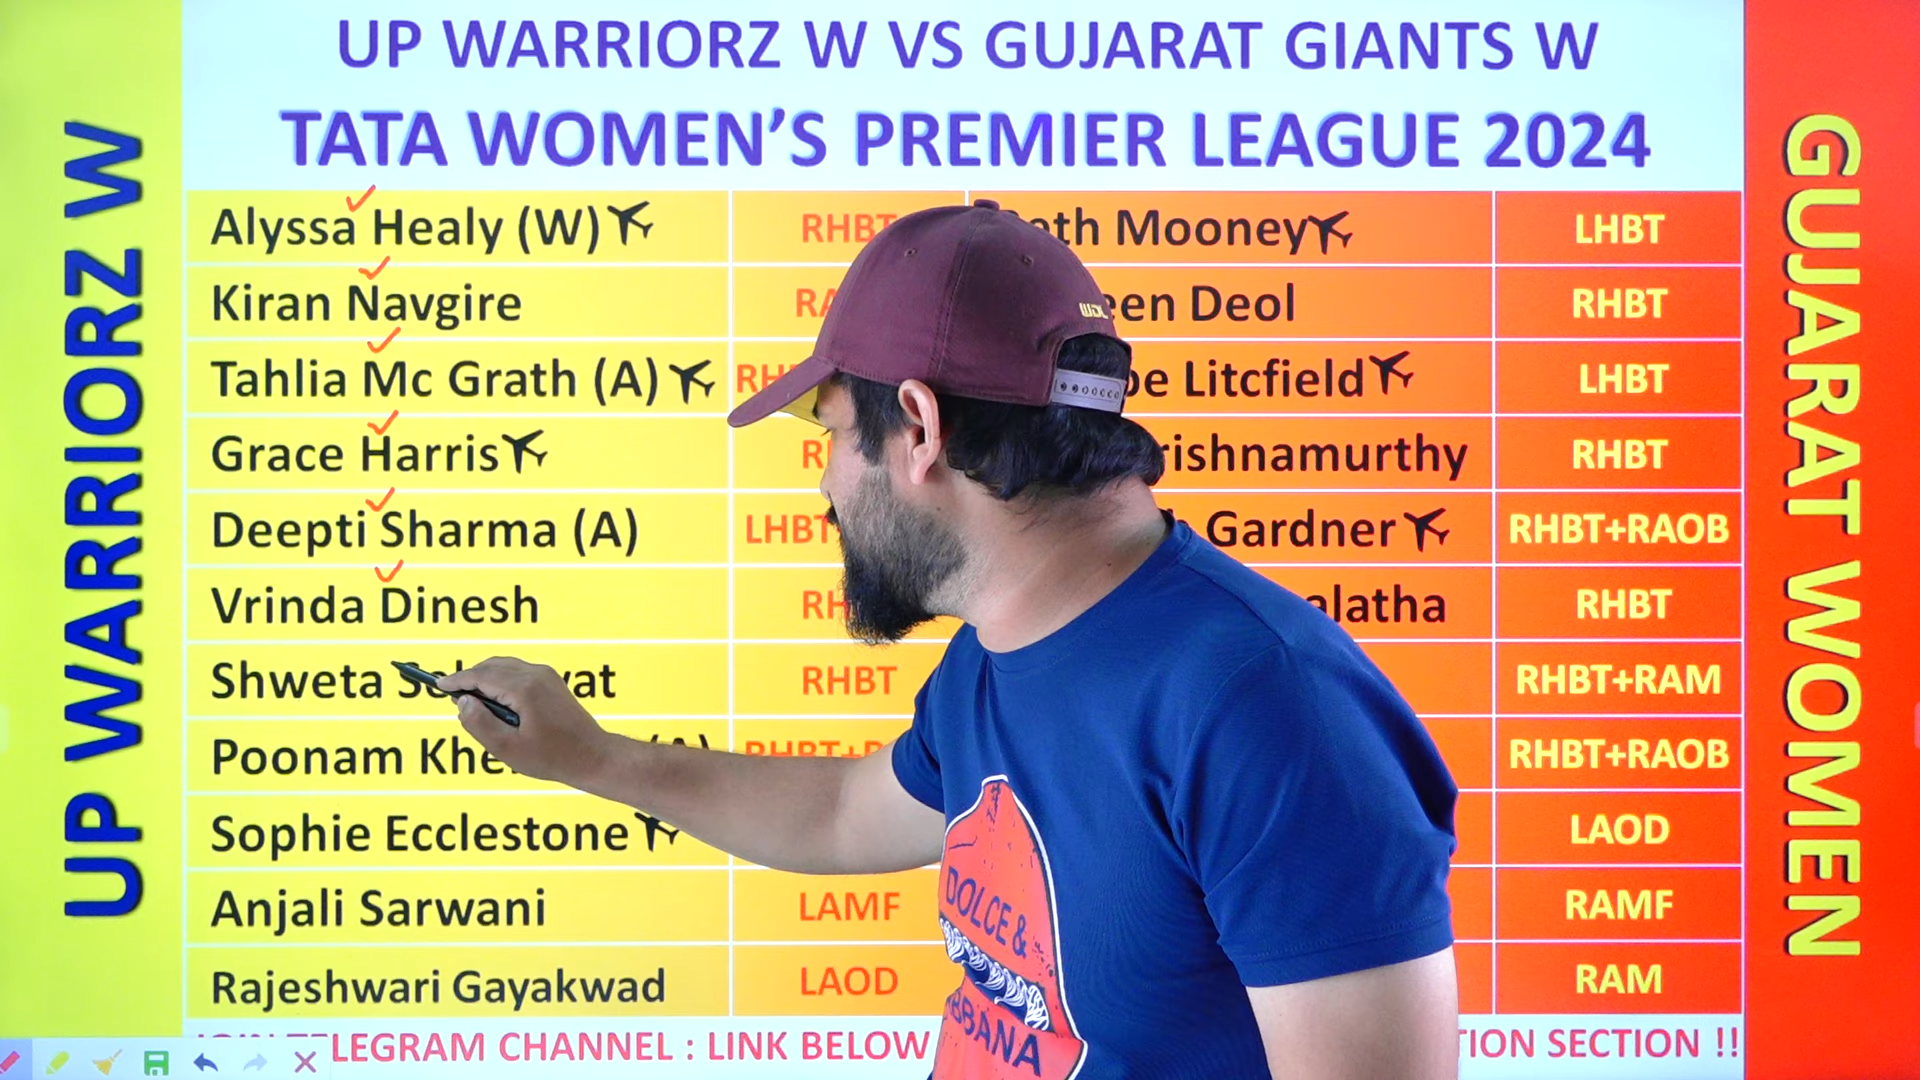 UP WARRIORZ W VS GUJARAT GIANTS W
TATA WOMEN’S PREMIER LEAGUE 2024
UP WARRIORZ W
Alyssa Healy (W) RHBT Mooney LHBT
Kiran Navgire Deol RHBT
Tahlia Mc Grath (A) Litcfield LHBT
Grace Harris rishnamurthy RHBT
Deepti Sharma (A) LHBT Gardner RHBT+RAOB
Vrinda Dinesh alatha RHBT
Shweta RHBT RHBT+RAM
Poonam RHBT+RAOB
Sophie Ecclestone LAOD
Anjali Sarwani LAMF RAMF
Rajeshwari Gayakwad LAOD RAM
LEGRAM CHANNEL : LINK BELOW TION SECTION !!
GUJARAT WOMEN
WDL
DOLCE &
BBANA